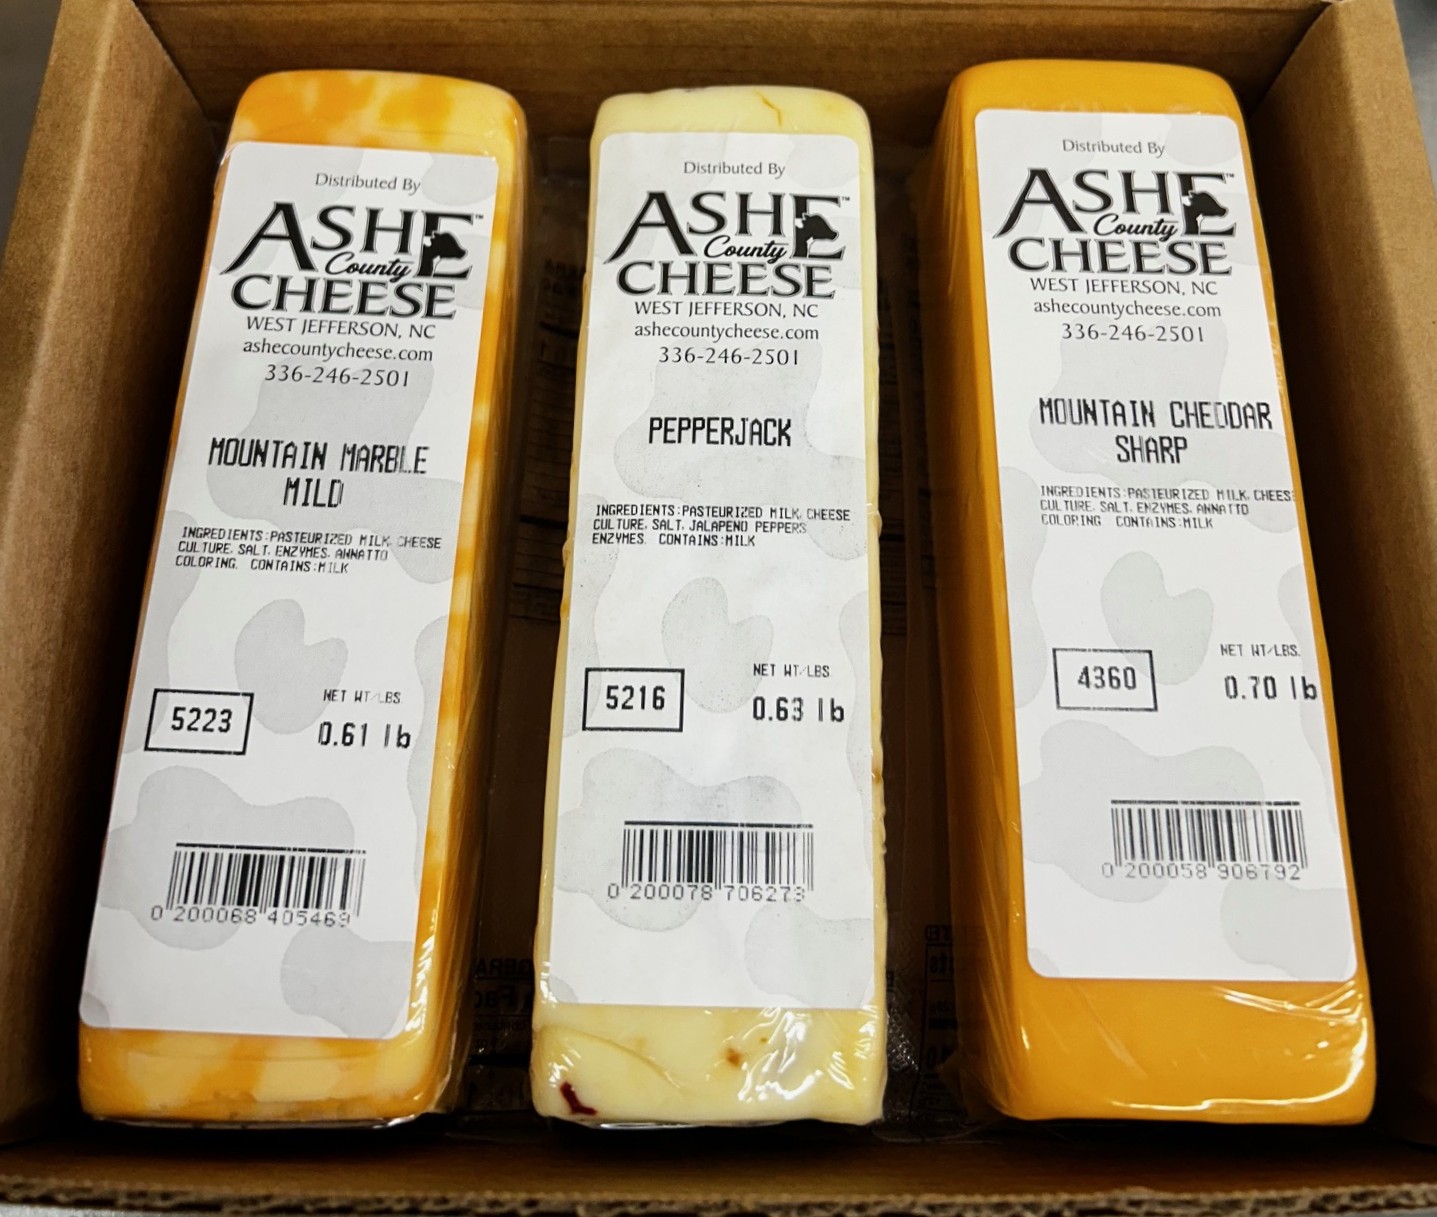 Distributed By
ASHE™
County
CHEESE
WEST JEFFERSON, NC
ashecountycheese.com
336-246-2501
MOUNTAIN MARBLE
MILD
INGREDIENTS:PASTEURIZED MILK, CHEESE
CULTURE, SALT, ENZYMES, ANNATTO
COLORING. CONTAINS:MILK
NET WT/LBS
5223
0.61 lb
0 200068 405469
Distributed By
ASHE™
County
CHEESE
WEST JEFFERSON, NC
ashecountycheese.com
336-246-2501
PEPPERJACK
INGREDIENTS:PASTEURIZED MILK, CHEESE
CULTURE, SALT, JALAPENO PEPPERS
ENZYMES. CONTAINS:MILK
NET WT/LBS
5216
0.63 lb
0 200078 706273
Distributed By
ASHE™
County
CHEESE
WEST JEFFERSON, NC
ashecountycheese.com
336-246-2501
MOUNTAIN CHEDDAR
SHARP
INGREDIENTS:PASTEURIZED MILK, CHEESE
CULTURE, SALT, ENZYMES, ANNATTO
COLORING CONTAINS:MILK
NET WT/LBS.
4360
0.70 lb
0 200058 906792